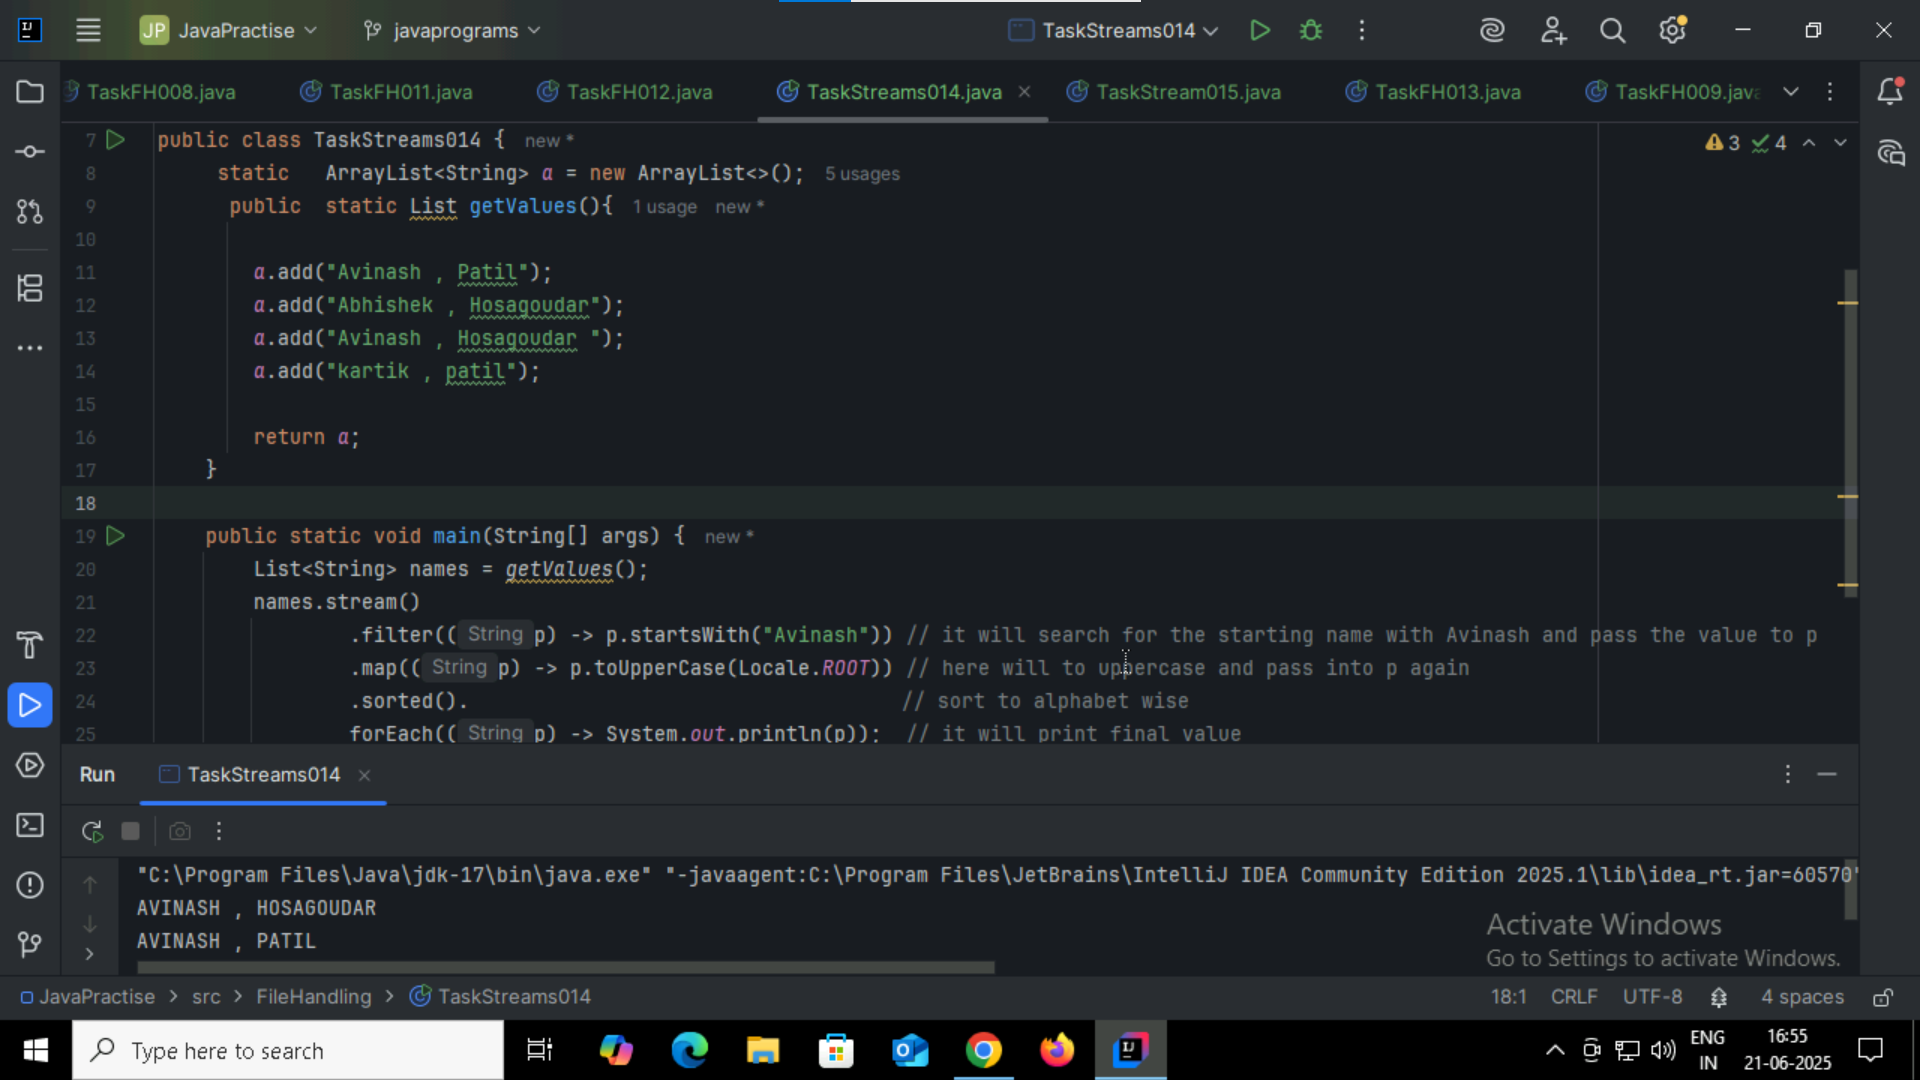 JP JavaPractise javaprograms TaskStreams014
TaskFH008.java TaskFH011.java TaskFH012.java TaskStreams014.java TaskStream015.java TaskFH013.java TaskFH009.java
7 public class TaskStreams014 { new *
8 static ArrayList<String> a = new ArrayList<>(); 5 usages
9 public static List getValues(){ 1 usage new *
10
11 a.add("Avinash , Patil");
12 a.add("Abhishek , Hosagoudar");
13 a.add("Avinash , Hosagoudar ");
14 a.add("kartik , patil");
15
16 return a;
17 }
18
19 public static void main(String[] args) { new *
20 List<String> names = getValues();
21 names.stream()
22 .filter(( String p) -> p.startsWith("Avinash")) // it will search for the starting name with Avinash and pass the value to p
23 .map(( String p) -> p.toUpperCase(Locale.ROOT)) // here will to uppercase and pass into p again
24 .sorted(). // sort to alphabet wise
25 forEach(( String p) -> System.out.println(p)); // it will print final value
3 4
Run TaskStreams014
"C:\Program Files\Java\jdk-17\bin\java.exe" "-javaagent:C:\Program Files\JetBrains\IntelliJ IDEA Community Edition 2025.1\lib\idea_rt.jar=60570"
AVINASH , HOSAGOUDAR
AVINASH , PATIL
Activate Windows
Go to Settings to activate Windows.
JavaPractise > src > FileHandling > TaskStreams014 18:1 CRLF UTF-8 4 spaces
Type here to search
ENG
IN
16:55
21-06-2025